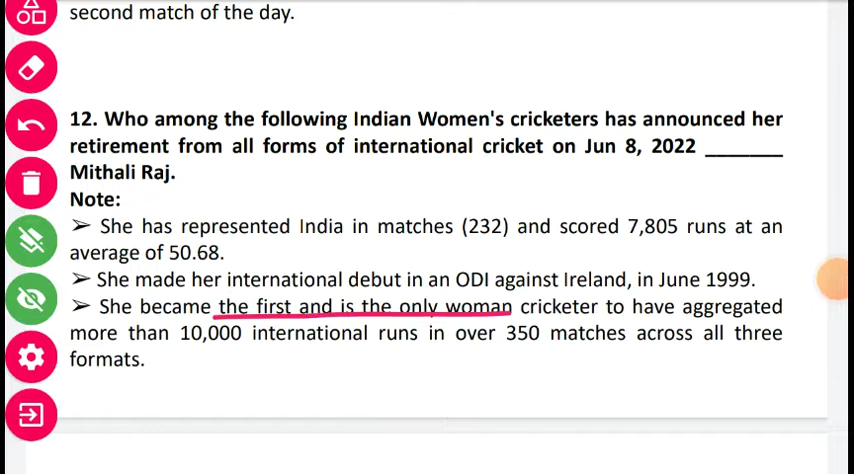 second match of the day.
12. Who among the following Indian Women's cricketers has announced her
retirement from all forms of international cricket on Jun 8, 2022 _______
Mithali Raj.
Note:
➢ She has represented India in matches (232) and scored 7,805 runs at an
average of 50.68.
➢ She made her international debut in an ODI against Ireland, in June 1999.
➢ She became the first and is the only woman cricketer to have aggregated
more than 10,000 international runs in over 350 matches across all three
formats.